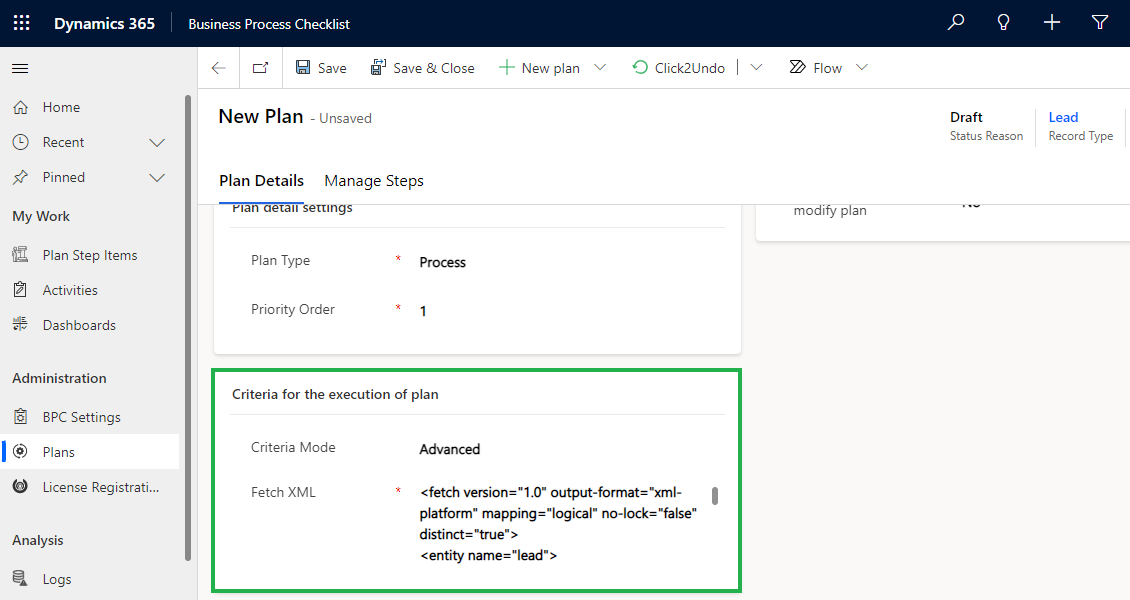 Dynamics 365
Business Process Checklist
Save
Save & Close
New plan
Click2Undo
Flow
Home
Recent
Pinned
My Work
Plan Step Items
Activities
Dashboards
Administration
BPC Settings
Plans
License Registrati...
Analysis
Logs
New Plan - Unsaved
Draft
Status Reason
Lead
Record Type
Plan Details
Manage Steps
Plan detail settings
Plan Type * Process
Priority Order * 1
modify plan No
Criteria for the execution of plan
Criteria Mode Advanced
Fetch XML * <fetch version="1.0" output-format="xml-
platform" mapping="logical" no-lock="false"
distinct="true">
<entity name="lead">